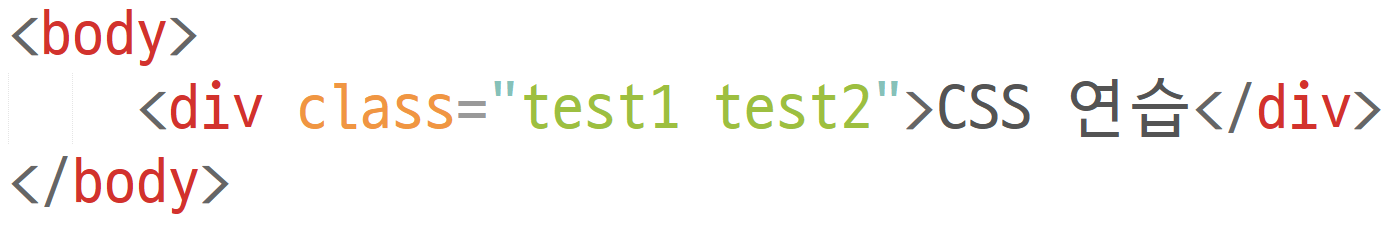 <body>
<div class="test1 test2">CSS 연습</div>
</body>